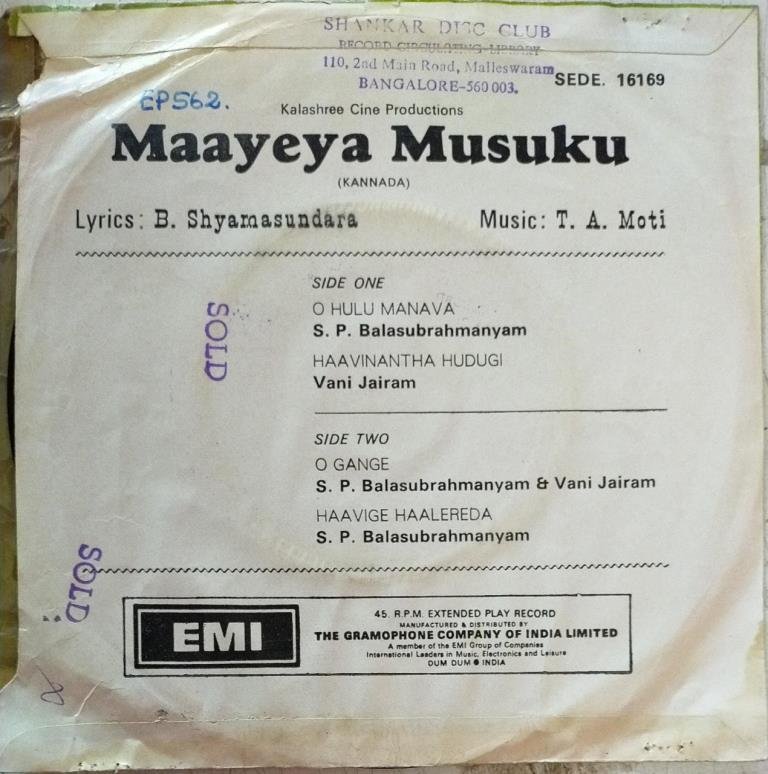 SHANKAR DISC CLUB
RECORD CIRCULATING LIBRARY
110, 2nd Main Road, Malleswaram
BANGALORE-560 003.
SEDE. 16169
EP562.
Kalashree Cine Productions
Maayeya Musuku
(KANNADA)
Lyrics: B. Shyamasundara Music: T. A. Moti
SIDE ONE
O HULU MANAVA
S. P. Balasubrahmanyam
HAAVINANTHA HUDUGI
Vani Jairam
SOLD
SIDE TWO
O GANGE
S. P. Balasubrahmanyam & Vani Jairam
HAAVIGE HAALEREDA
S. P. Balasubrahmanyam
SOLD
EMI
45. R.P.M. EXTENDED PLAY RECORD
MANUFACTURED & DISTRIBUTED BY
THE GRAMOPHONE COMPANY OF INDIA LIMITED
A member of the EMI Group of Companies
International Leaders in Music, Electronics and Leisure
DUM DUM ● INDIA